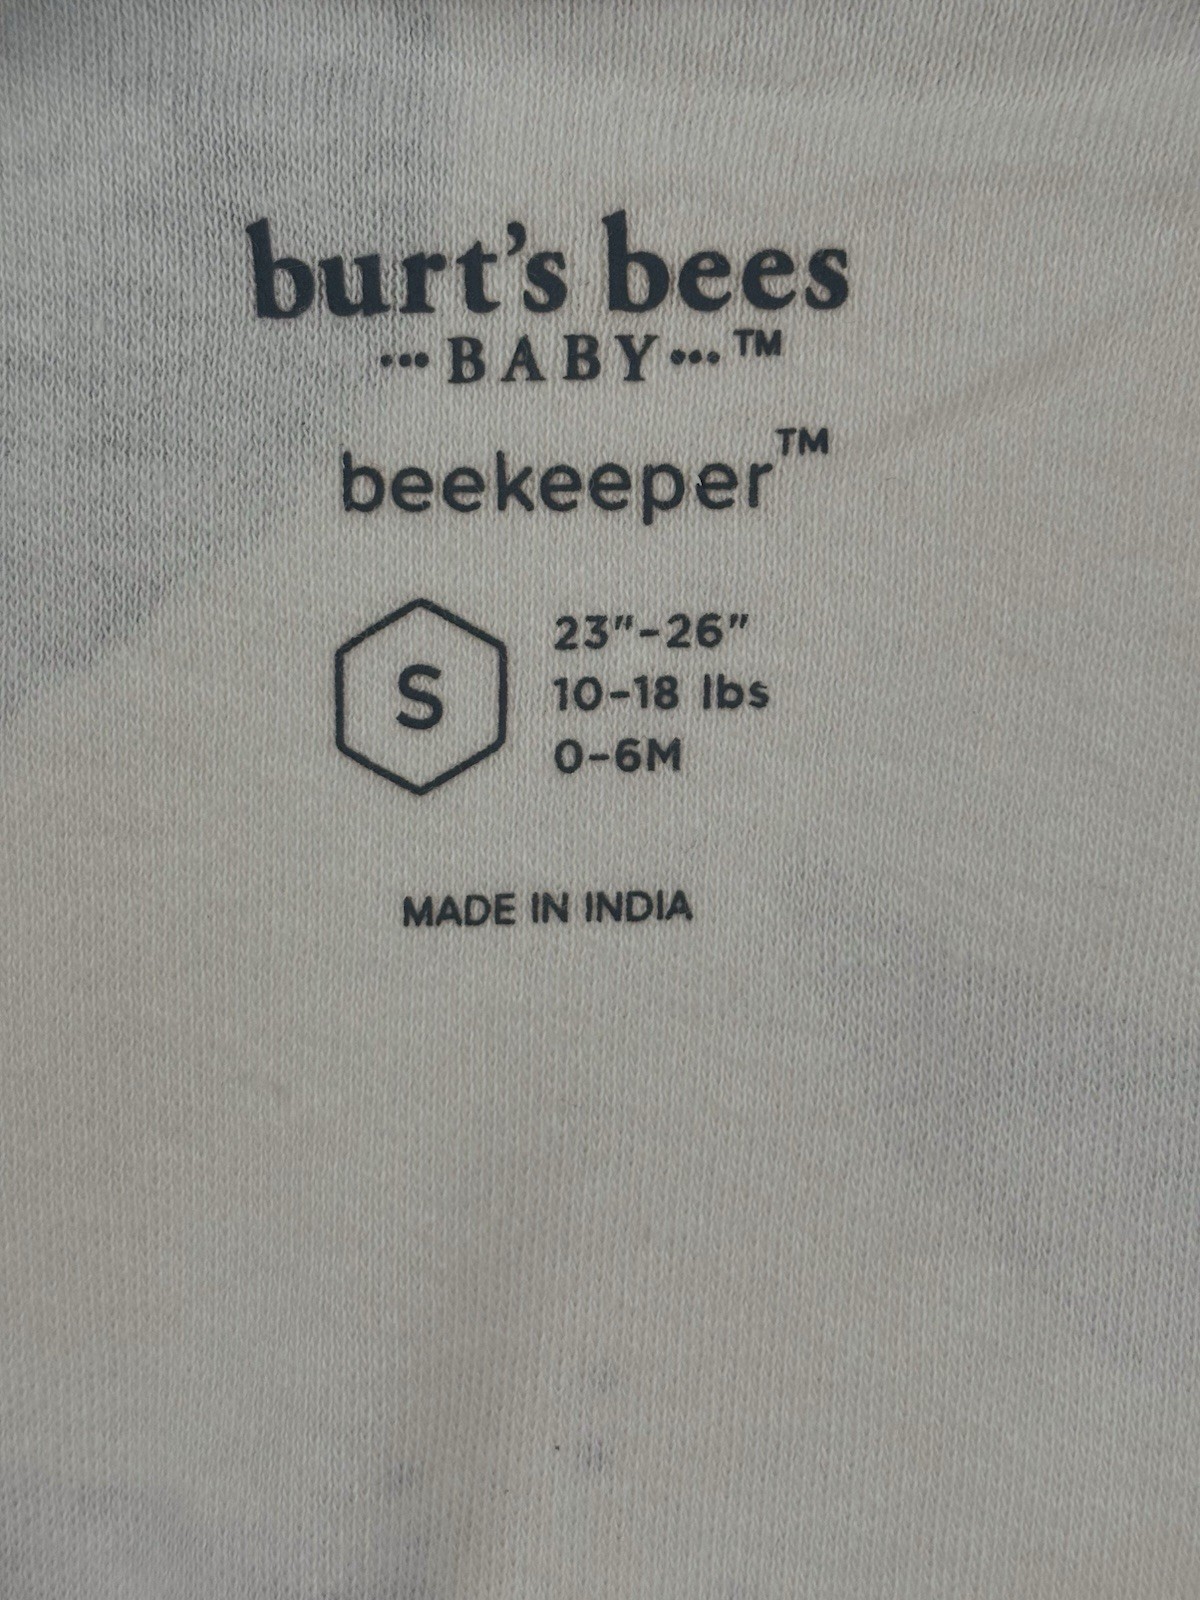 burt's bees
···BABY···™
beekeeper™
S
23"-26"
10-18 lbs
0-6M
MADE IN INDIA